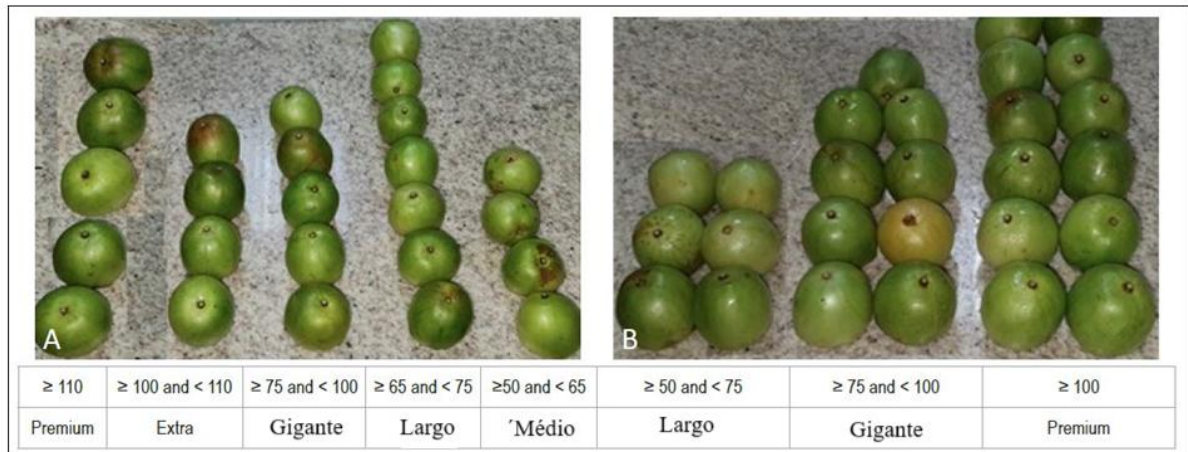 A
B
≥ 110 ≥ 100 and < 110 ≥ 75 and < 100 ≥ 65 and < 75 ≥50 and < 65 ≥ 50 and < 75 ≥ 75 and < 100 ≥ 100
Premium Extra Gigante Largo ´Médio Largo Gigante Premium